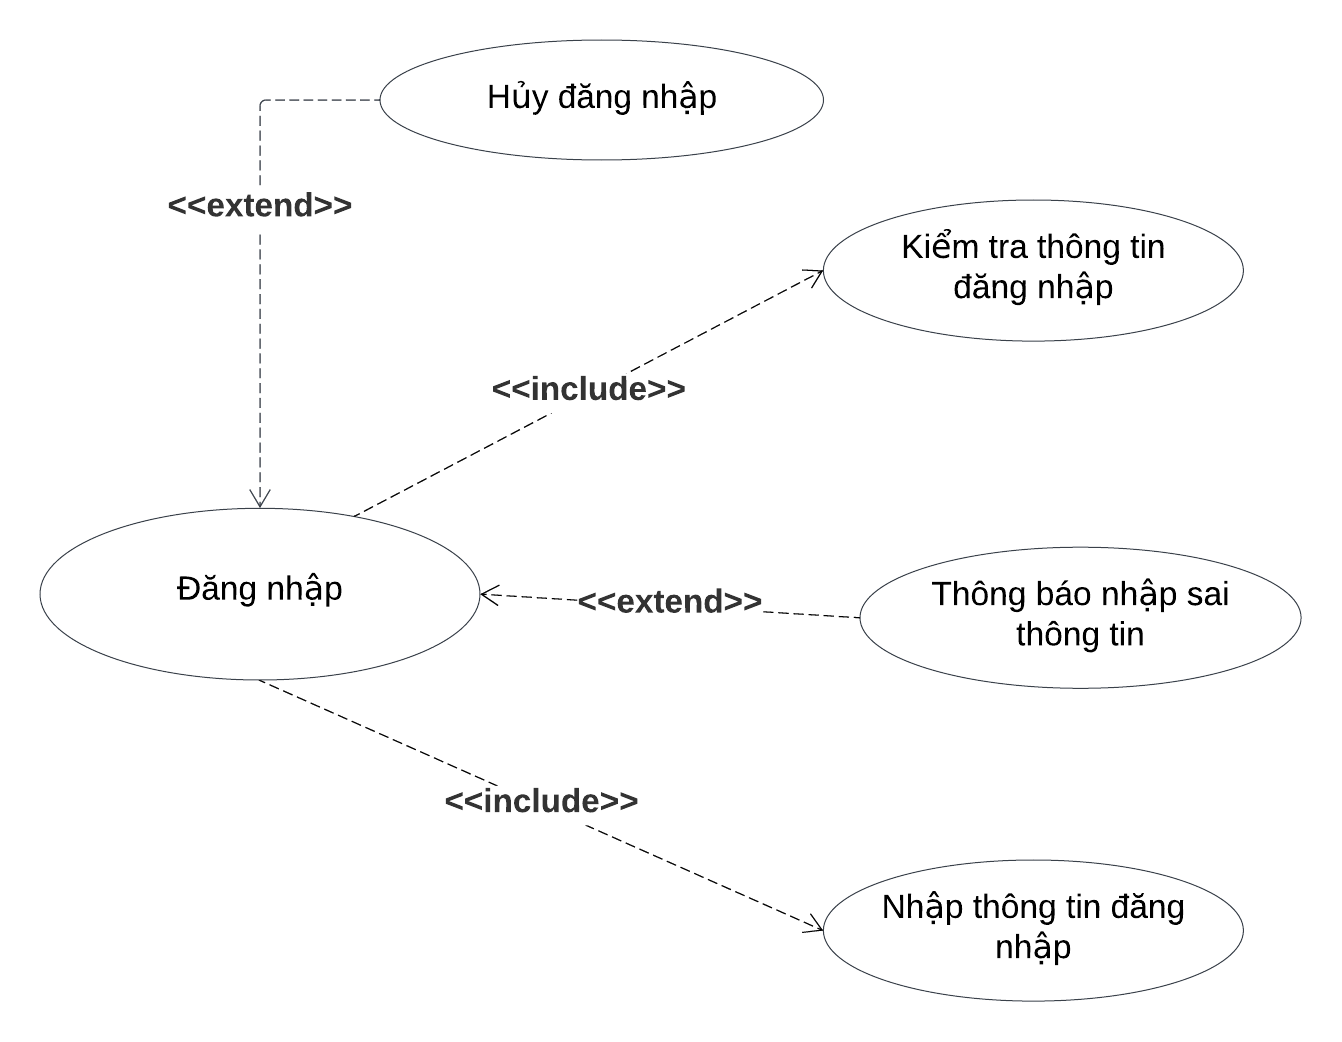 Hủy đăng nhập
<<extend>>
Kiểm tra thông tin
đăng nhập
<<include>>
Đăng nhập
<<extend>>
Thông báo nhập sai
thông tin
<<include>>
Nhập thông tin đăng
nhập